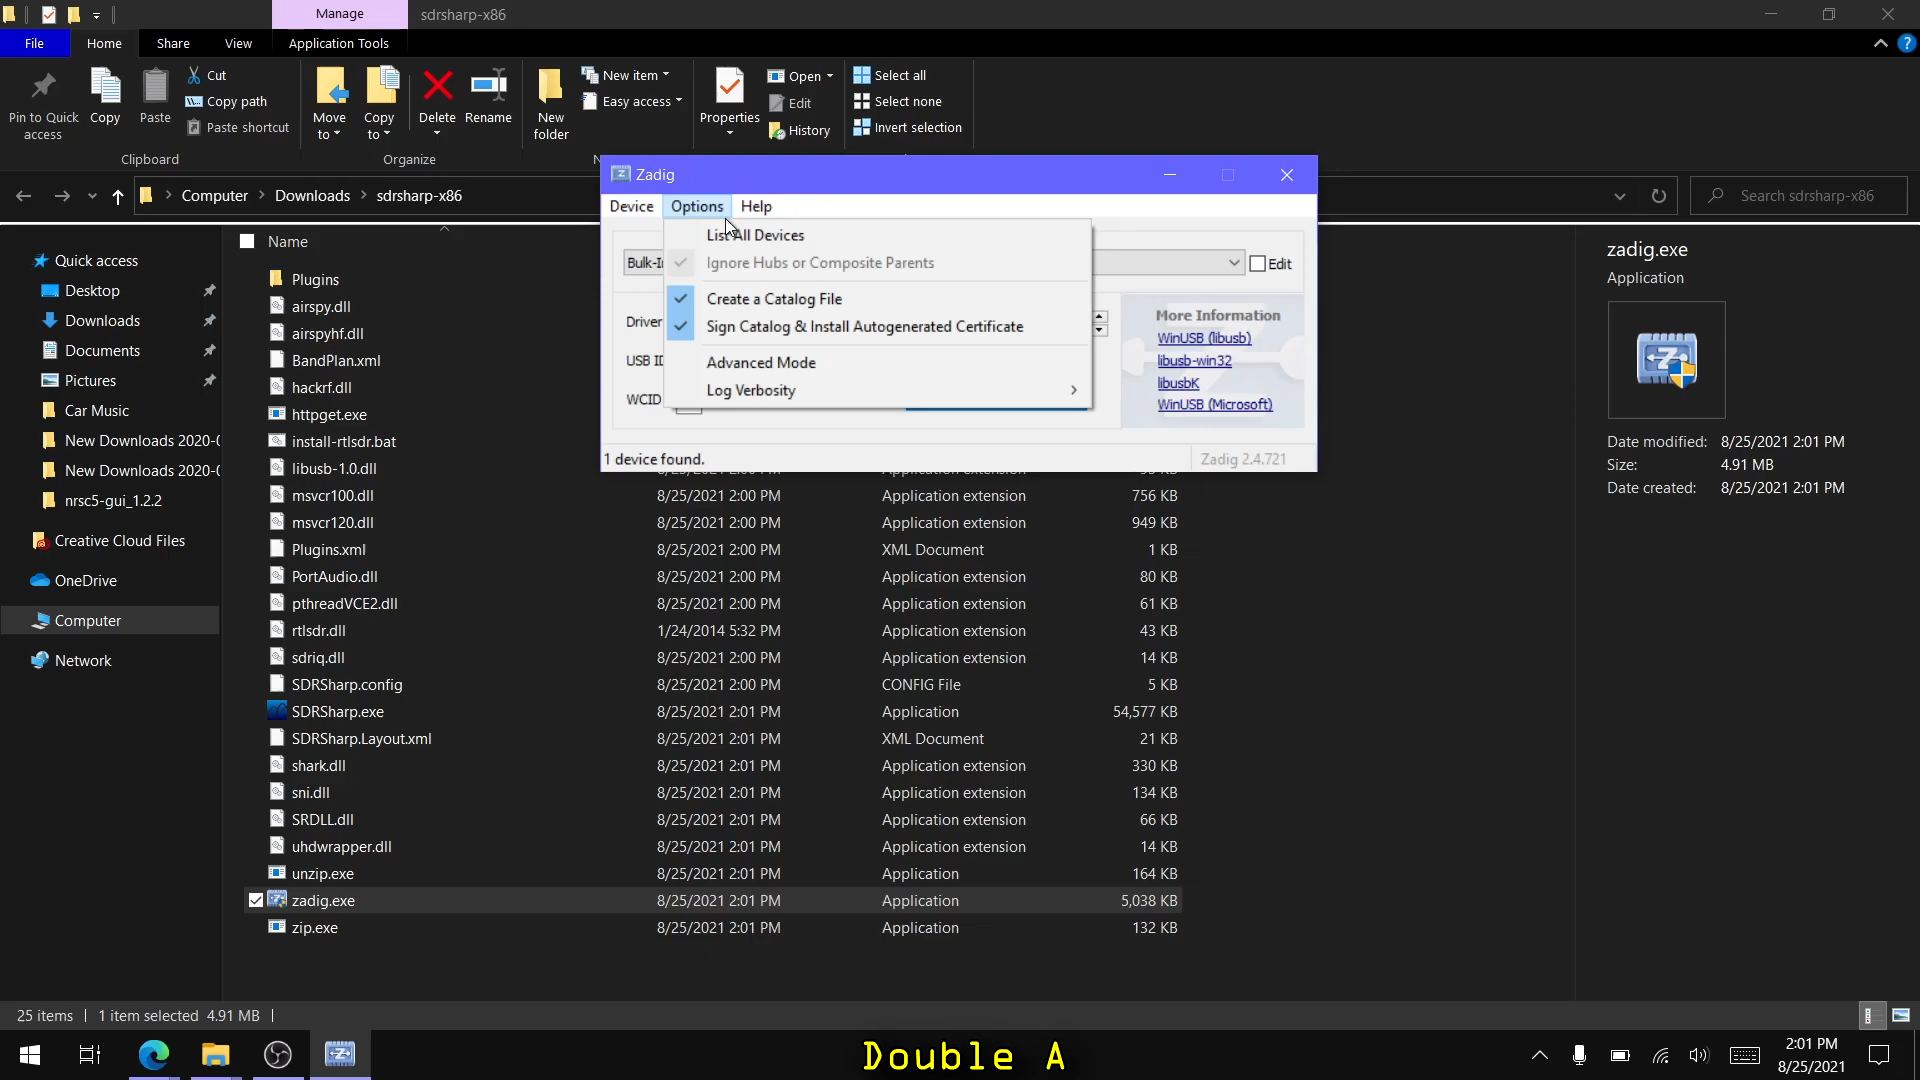 Manage
sdrsharp-x86
File
Home
Share
View
Application Tools
Pin to Quick
access
Copy
Paste
Cut
Copy path
Paste shortcut
Clipboard
Move
to
Copy
to
Delete
Rename
Organize
New
folder
New item
Easy access
Properties
Open
Edit
History
Select all
Select none
Invert selection
Computer
Downloads
sdrsharp-x86
Search sdrsharp-x86
Quick access
Desktop
Downloads
Documents
Pictures
Car Music
New Downloads 2020-0
New Downloads 2020-0
nrsc5-gui_1.2.2
Creative Cloud Files
OneDrive
Computer
Network
Name
Plugins
airspy.dll
airspyhf.dll
BandPlan.xml
hackrf.dll
httpget.exe
install-rtlsdr.bat
libusb-1.0.dll
msvcr100.dll 8/25/2021 2:00 PM Application extension 756 KB
msvcr120.dll 8/25/2021 2:00 PM Application extension 949 KB
Plugins.xml 8/25/2021 2:00 PM XML Document 1 KB
PortAudio.dll 8/25/2021 2:00 PM Application extension 80 KB
pthreadVCE2.dll 8/25/2021 2:00 PM Application extension 61 KB
rtlsdr.dll 1/24/2014 5:32 PM Application extension 43 KB
sdriq.dll 8/25/2021 2:00 PM Application extension 14 KB
SDRSharp.config 8/25/2021 2:00 PM CONFIG File 5 KB
SDRSharp.exe 8/25/2021 2:01 PM Application 54,577 KB
SDRSharp.Layout.xml 8/25/2021 2:01 PM XML Document 21 KB
shark.dll 8/25/2021 2:01 PM Application extension 330 KB
sni.dll 8/25/2021 2:01 PM Application extension 134 KB
SRDLL.dll 8/25/2021 2:01 PM Application extension 66 KB
uhdwrapper.dll 8/25/2021 2:01 PM Application extension 14 KB
unzip.exe 8/25/2021 2:01 PM Application 164 KB
zadig.exe 8/25/2021 2:01 PM Application 5,038 KB
zip.exe 8/25/2021 2:01 PM Application 132 KB
Zadig
Device Options Help
List All Devices
Ignore Hubs or Composite Parents
Create a Catalog File
Sign Catalog & Install Autogenerated Certificate
Advanced Mode
Log Verbosity
Bulk-I
Edit
Driver
USB ID
WCID
More Information
WinUSB (libusb)
libusb-win32
libusbK
WinUSB (Microsoft)
1 device found.
Zadig 2.4.721
zadig.exe
Application
Date modified: 8/25/2021 2:01 PM
Size: 4.91 MB
Date created: 8/25/2021 2:01 PM
25 items
1 item selected 4.91 MB
Double A
2:01 PM
8/25/2021